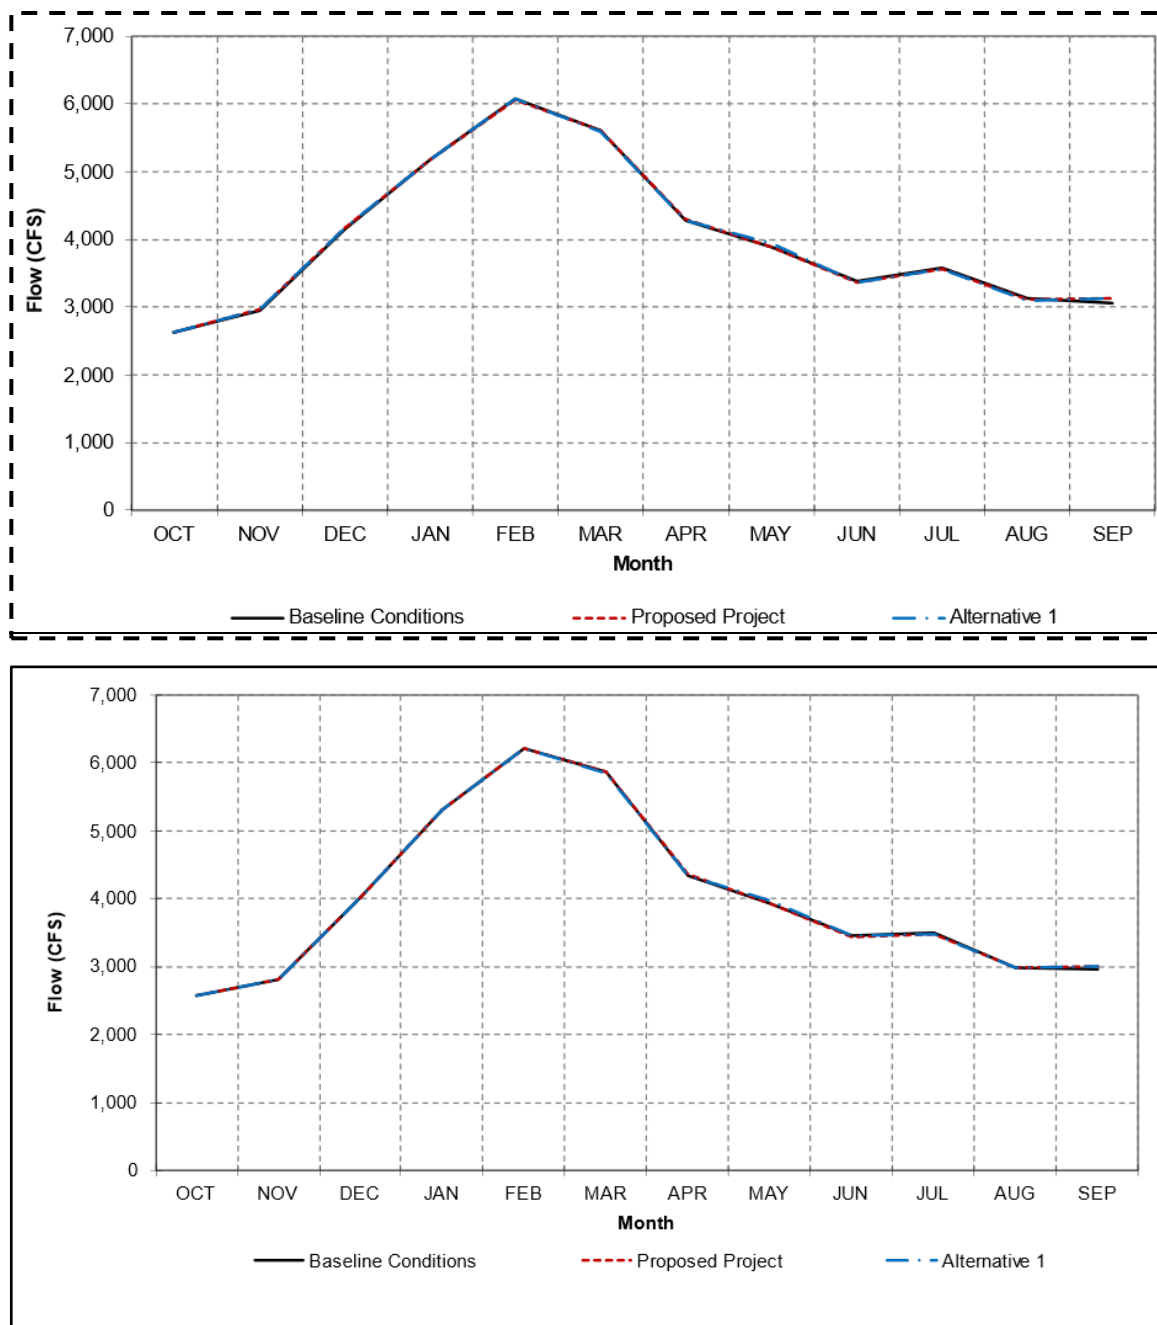 7,000
6,000
5,000
4,000
3,000
2,000
1,000
0
Flow (CFS)
OCT NOV DEC JAN FEB MAR APR MAY JUN JUL AUG SEP
Month
Baseline Conditions Proposed Project Alternative 1
7,000
6,000
5,000
4,000
3,000
2,000
1,000
0
Flow (CFS)
OCT NOV DEC JAN FEB MAR APR MAY JUN JUL AUG SEP
Month
Baseline Conditions Proposed Project Alternative 1